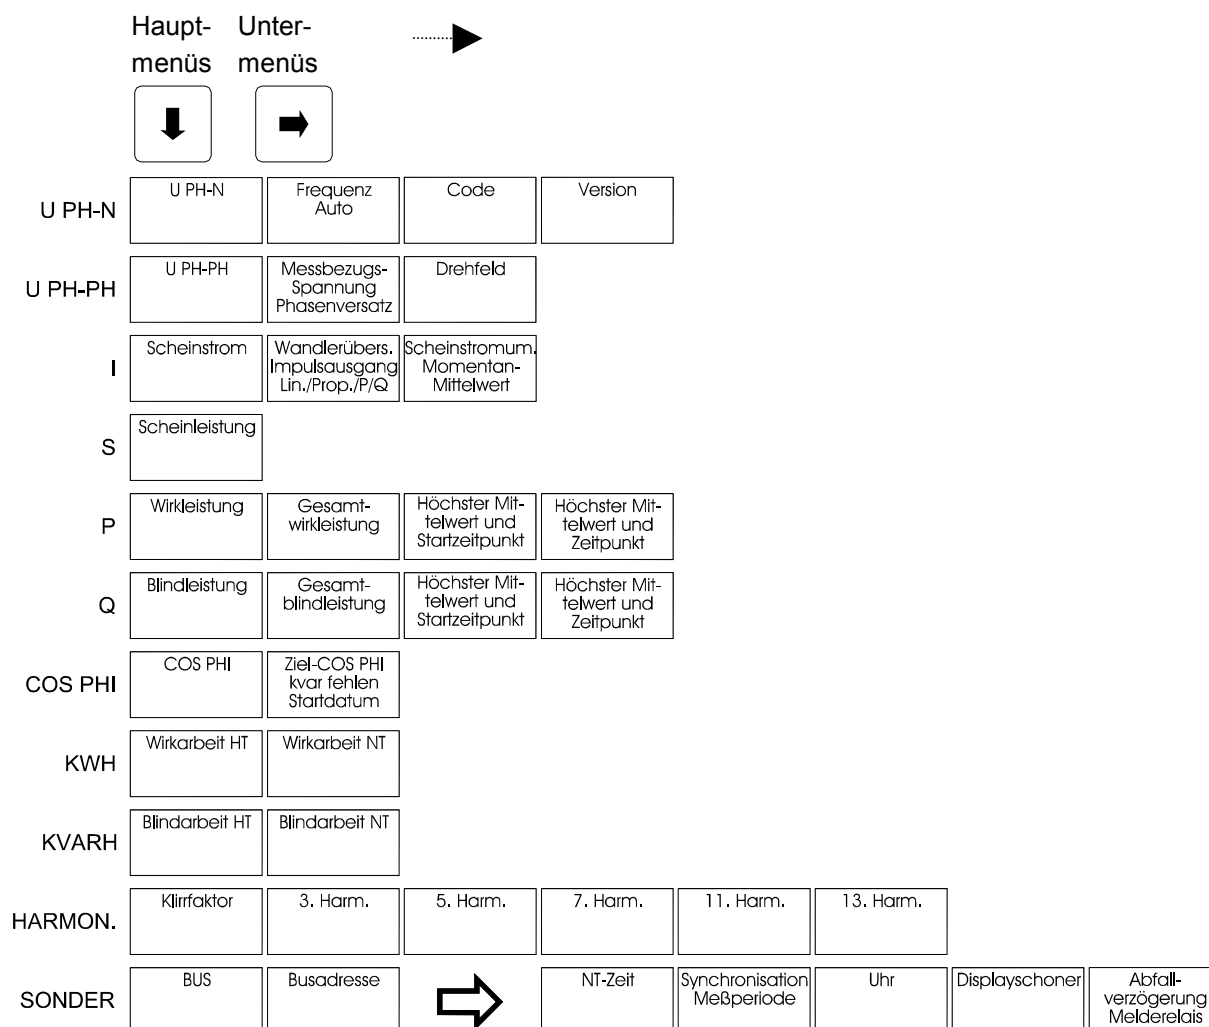 Haupt- Unter-
menüs menüs
U PH-N
U PH-N
Frequenz
Auto
Code
Version
U PH-PH
U PH-PH
Messbezugs-
Spannung
Phasenversatz
Drehfeld
I
Scheinstrom
Wandlerübers.
Impulsausgang
Lin./Prop./P/Q
Scheinstromum.
Momentan-
Mittelwert
S
Scheinleistung
P
Wirkleistung
Gesamt-
wirkleistung
Höchster Mit-
telwert und
Startzeitpunkt
Höchster Mit-
telwert und
Zeitpunkt
Q
Blindleistung
Gesamt-
blindleistung
Höchster Mit-
telwert und
Startzeitpunkt
Höchster Mit-
telwert und
Zeitpunkt
COS PHI
COS PHI
Ziel-COS PHI
kvar fehlen
Startdatum
KWH
Wirkarbeit HT
Wirkarbeit NT
KVARH
Blindarbeit HT
Blindarbeit NT
HARMON.
Klirrfaktor
3. Harm.
5. Harm.
7. Harm.
11. Harm.
13. Harm.
SONDER
BUS
Busadresse
NT-Zeit
Synchronisation
Meßperiode
Uhr
Displayschoner
Abfall-
verzögerung
Melderelais